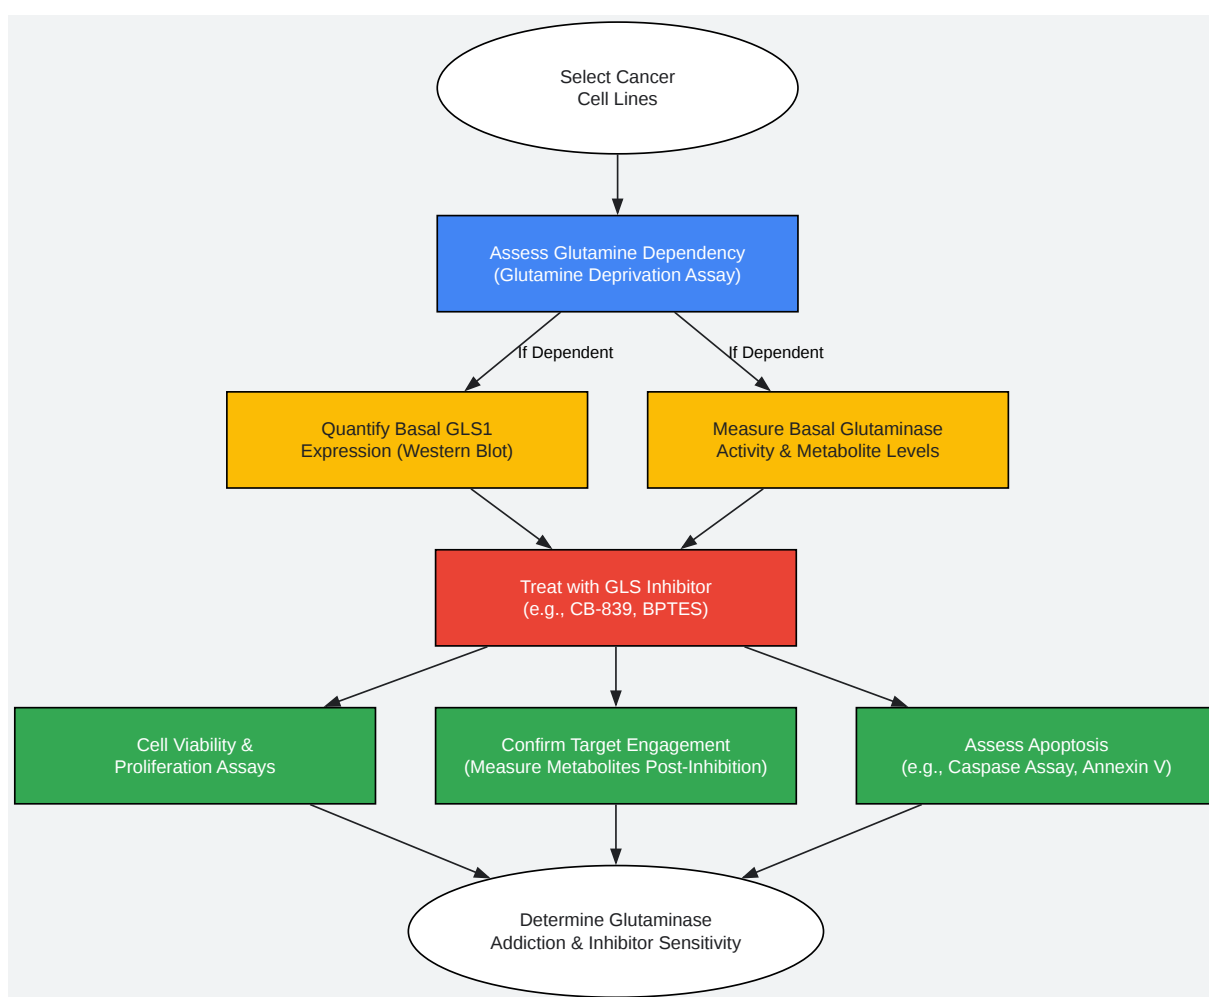 Select Cancer
Cell Lines
Assess Glutamine Dependency
(Glutamine Deprivation Assay)
If Dependent
If Dependent
Quantify Basal GLS1
Expression (Western Blot)
Measure Basal Glutaminase
Activity & Metabolite Levels
Treat with GLS Inhibitor
(e.g., CB-839, BPTES)
Cell Viability &
Proliferation Assays
Confirm Target Engagement
(Measure Metabolites Post-Inhibition)
Assess Apoptosis
(e.g., Caspase Assay, Annexin V)
Determine Glutaminase
Addiction & Inhibitor Sensitivity